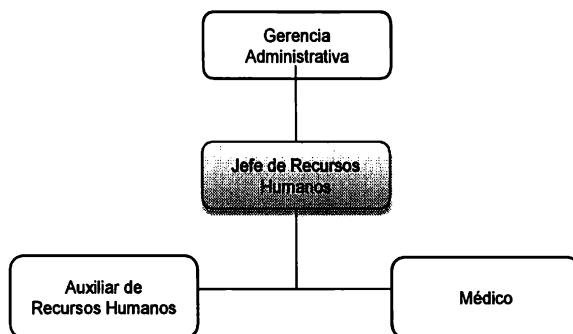 Gerencia
Administrativa
Jefe de Recursos
Humanos
Auxiliar de
Recursos Humanos
Médico